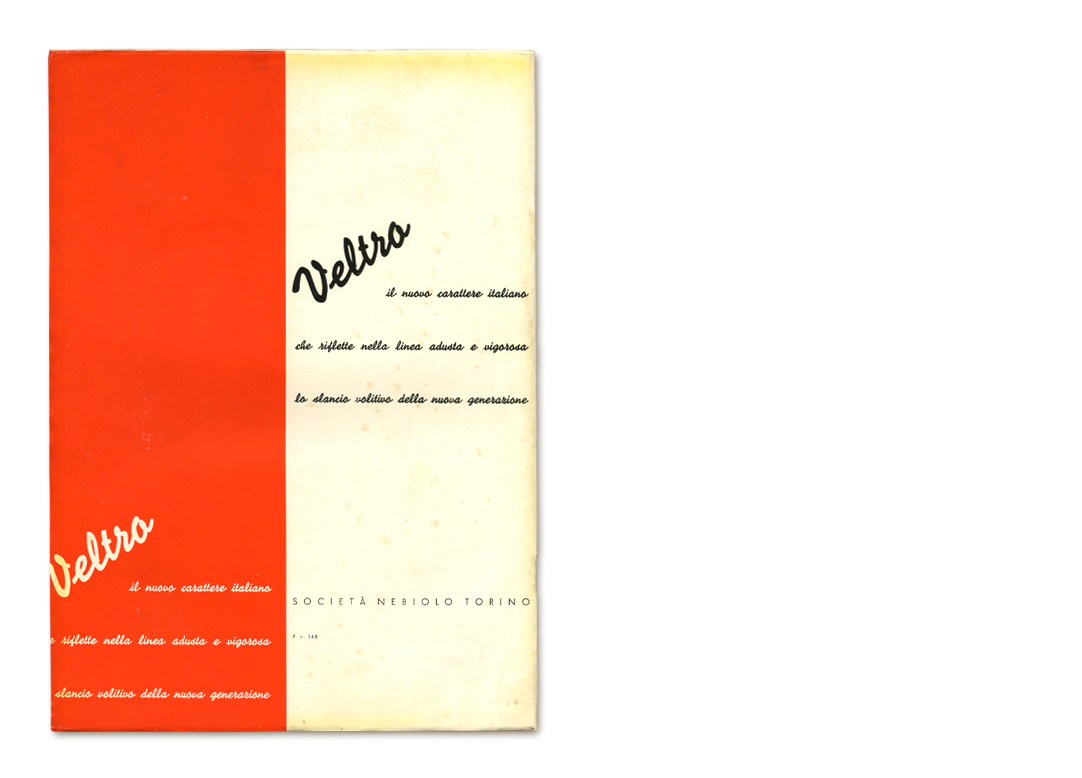 Veltro
il nuovo carattere italiano
che riflette nella linea adusta e vigorosa
lo slancio volitivo della nuova generazione
SOCIETÀ NEBIOLO TORINO
P. n. 148
Veltro
il nuovo carattere italiano
e riflette nella linea adusta e vigorosa
slancio volitivo della nuova generazione